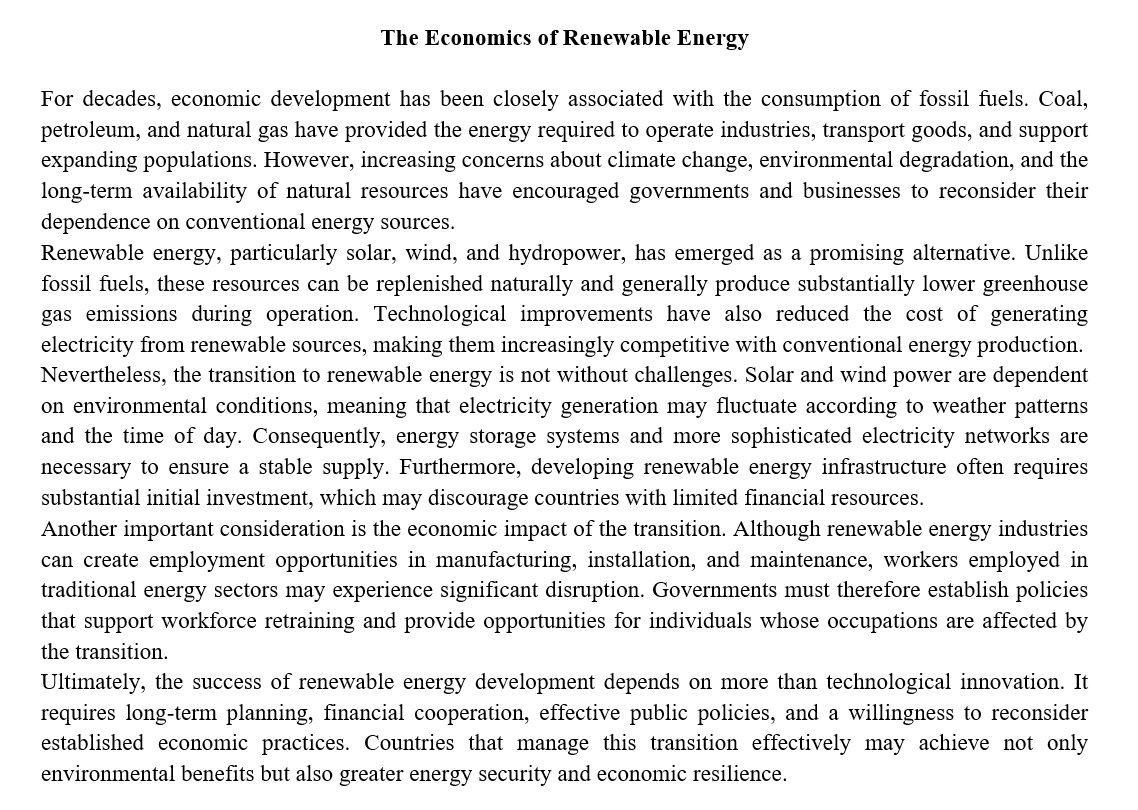 The Economics of Renewable Energy
For decades, economic development has been closely associated with the consumption of fossil fuels. Coal,
petroleum, and natural gas have provided the energy required to operate industries, transport goods, and support
expanding populations. However, increasing concerns about climate change, environmental degradation, and the
long-term availability of natural resources have encouraged governments and businesses to reconsider their
dependence on conventional energy sources.
Renewable energy, particularly solar, wind, and hydropower, has emerged as a promising alternative. Unlike
fossil fuels, these resources can be replenished naturally and generally produce substantially lower greenhouse
gas emissions during operation. Technological improvements have also reduced the cost of generating
electricity from renewable sources, making them increasingly competitive with conventional energy production.
Nevertheless, the transition to renewable energy is not without challenges. Solar and wind power are dependent
on environmental conditions, meaning that electricity generation may fluctuate according to weather patterns
and the time of day. Consequently, energy storage systems and more sophisticated electricity networks are
necessary to ensure a stable supply. Furthermore, developing renewable energy infrastructure often requires
substantial initial investment, which may discourage countries with limited financial resources.
Another important consideration is the economic impact of the transition. Although renewable energy industries
can create employment opportunities in manufacturing, installation, and maintenance, workers employed in
traditional energy sectors may experience significant disruption. Governments must therefore establish policies
that support workforce retraining and provide opportunities for individuals whose occupations are affected by
the transition.
Ultimately, the success of renewable energy development depends on more than technological innovation. It
requires long-term planning, financial cooperation, effective public policies, and a willingness to reconsider
established economic practices. Countries that manage this transition effectively may achieve not only
environmental benefits but also greater energy security and economic resilience.